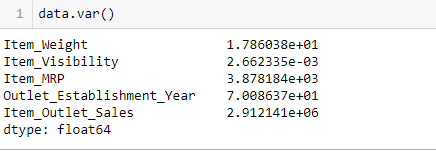 1 data.var()
Item_Weight 1.786038e+01
Item_Visibility 2.662335e-03
Item_MRP 3.878184e+03
Outlet_Establishment_Year 7.008637e+01
Item_Outlet_Sales 2.912141e+06
dtype: float64